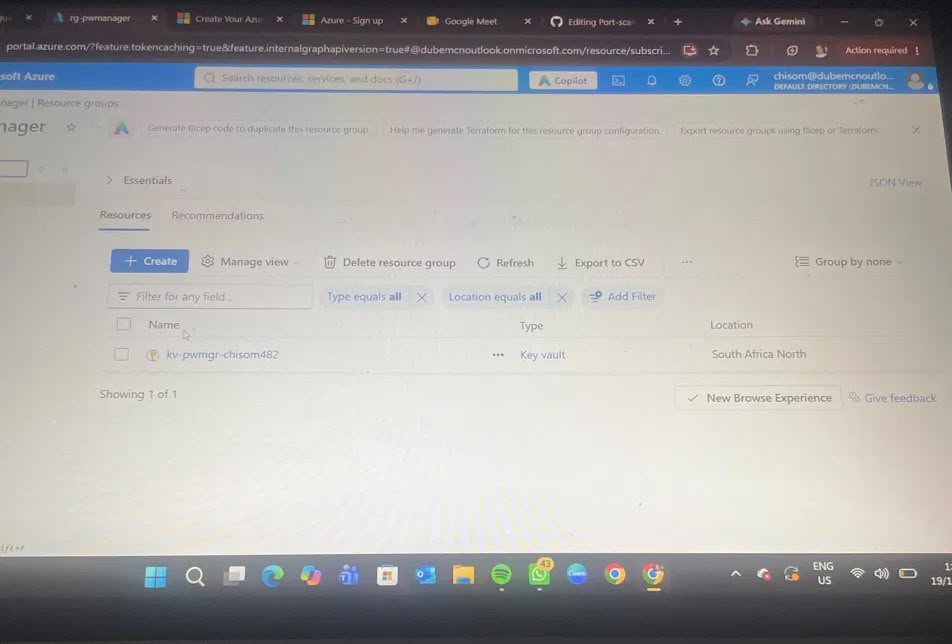 rg-pwmanager
Create Your Azu
Azure - Sign up
Google Meet
Editing Port-scan
Ask Gemini
portal.azure.com/?feature.tokencaching=true&feature.internalgraphapiversion=true#@dubemcnoutlook.onmicrosoft.com/resource/subscri...
Action required
soft Azure
Search resources, services, and docs (G+/)
Copilot
chisom@dubemcnoutlo...
DEFAULT DIRECTORY (DUBEMCN...
nager | Resource groups
nager
Generate Bicep code to duplicate this resource group.
Help me generate Terraform for this resource group configuration.
Export resource groups using Bicep or Terraform
Essentials
JSON View
Resources
Recommendations
Create
Manage view
Delete resource group
Refresh
Export to CSV
Group by none
Filter for any field...
Type equals all
Location equals all
Add Filter
Name
Type
Location
kv-pwmgr-chisom482
Key vault
South Africa North
Showing 1 of 1
New Browse Experience
Give feedback
43
ENG
US
19/1